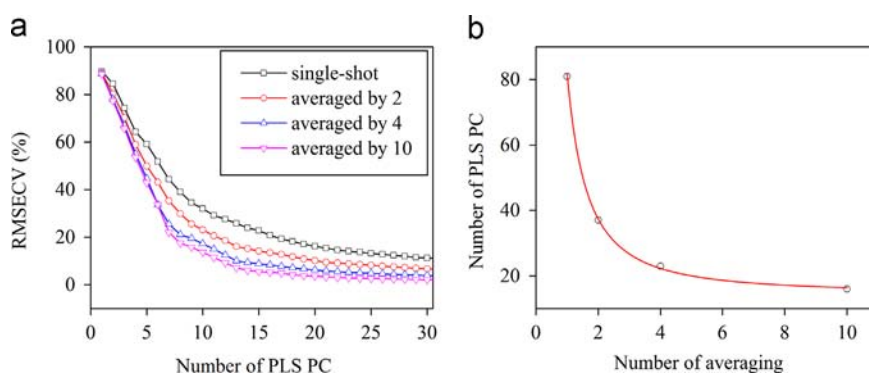 a
100
80
60
40
20
0
RMSECV (%)
0 5 10 15 20 25 30
Number of PLS PC
single-shot
averaged by 2
averaged by 4
averaged by 10
b
80
60
40
20
Number of PLS PC
0 2 4 6 8 10
Number of averaging